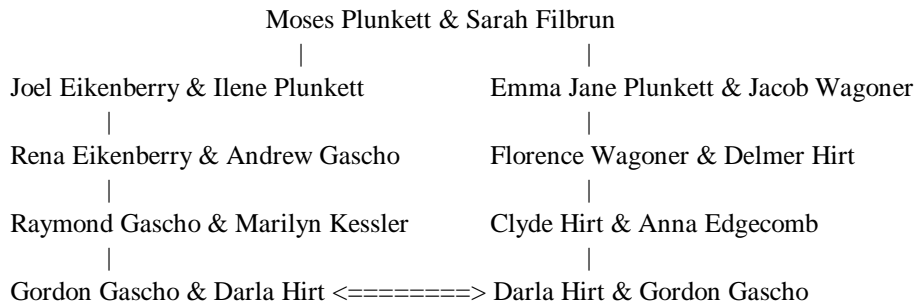 Moses Plunkett & Sarah Filbrun
| |
Joel Eikenberry & Ilene Plunkett Emma Jane Plunkett & Jacob Wagoner
| |
Rena Eikenberry & Andrew Gascho Florence Wagoner & Delmer Hirt
| |
Raymond Gascho & Marilyn Kessler Clyde Hirt & Anna Edgecomb
| |
Gordon Gascho & Darla Hirt <========> Darla Hirt & Gordon Gascho